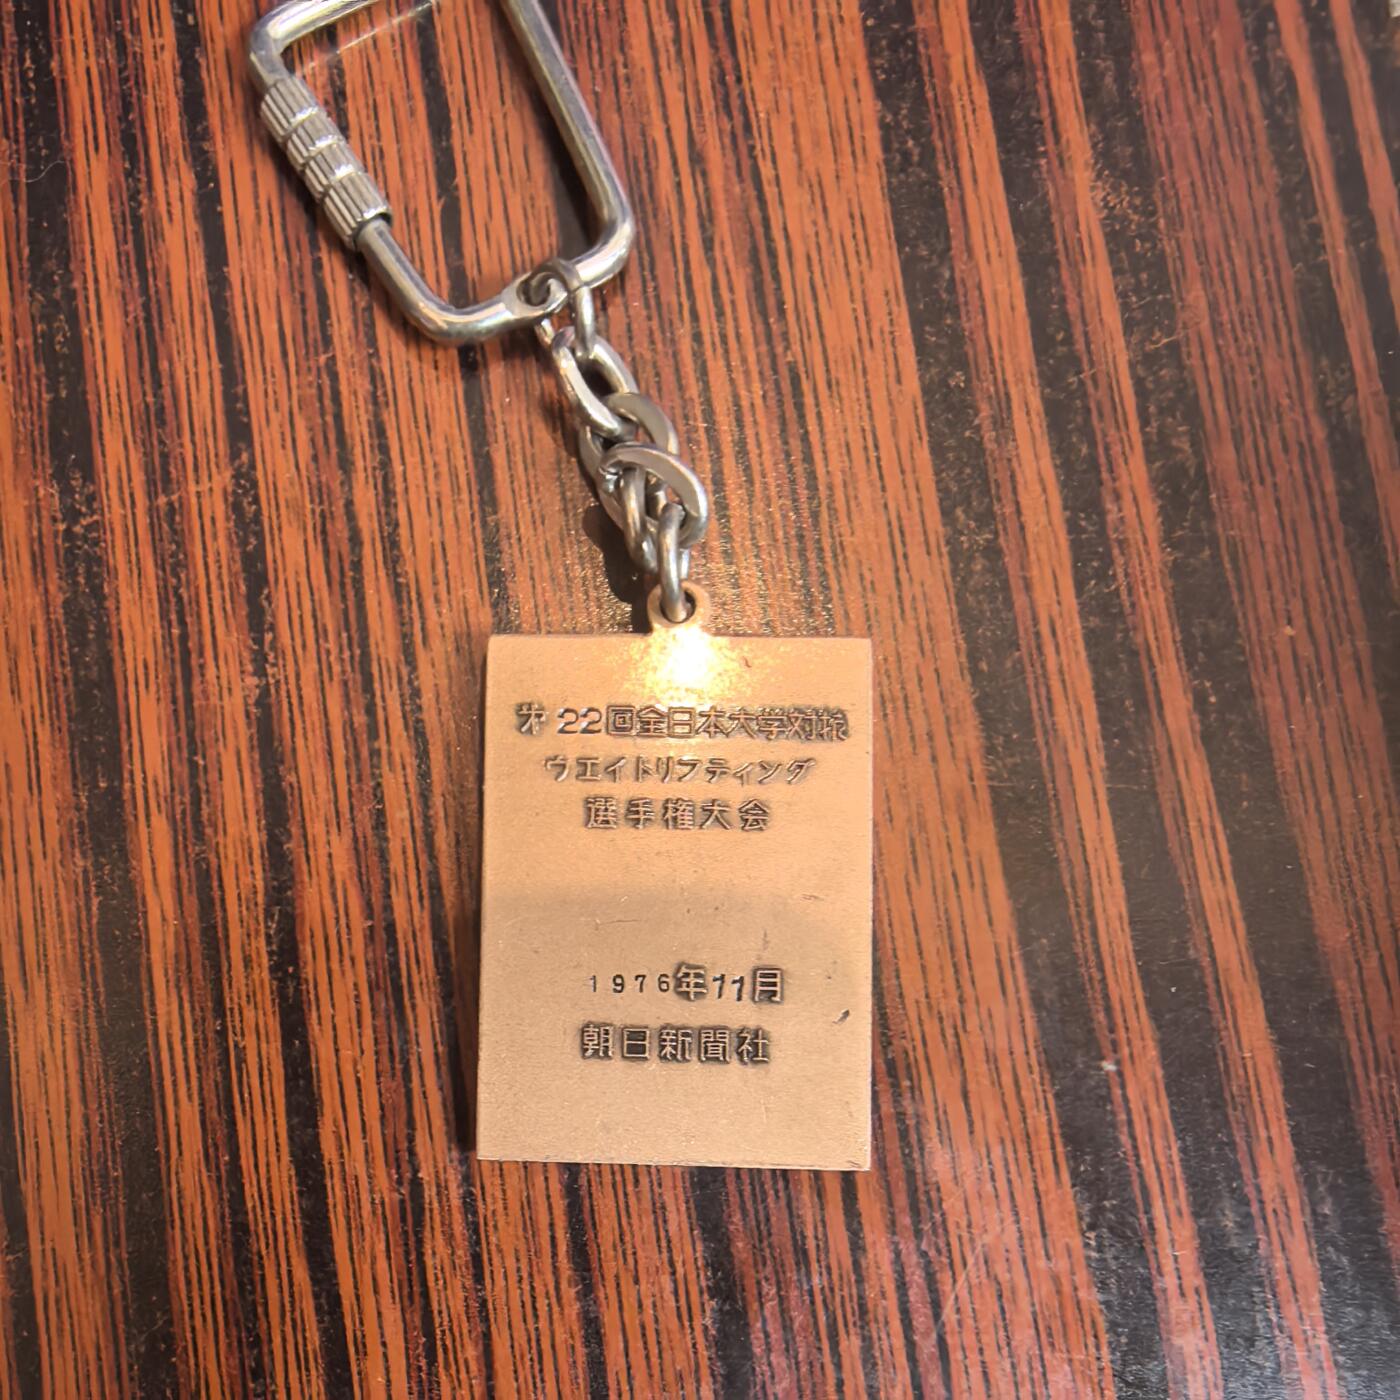 㐧22回全日本大学対抗
ウエイトリフティング
選手権大会
1976年11月
朝日新聞社